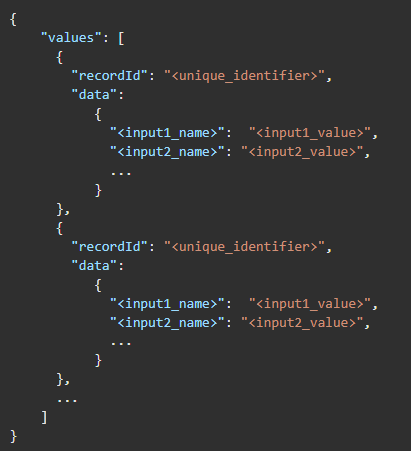 {
    "values": [
      {
        "recordId": "<unique_identifier>",
        "data":
           {
             "<input1_name>":  "<input1_value>",
             "<input2_name>": "<input2_value>",
             ...
           }
      },
      {
        "recordId": "<unique_identifier>",
        "data":
           {
             "<input1_name>":  "<input1_value>",
             "<input2_name>": "<input2_value>",
             ...
           }
      },
      ...
    ]
}